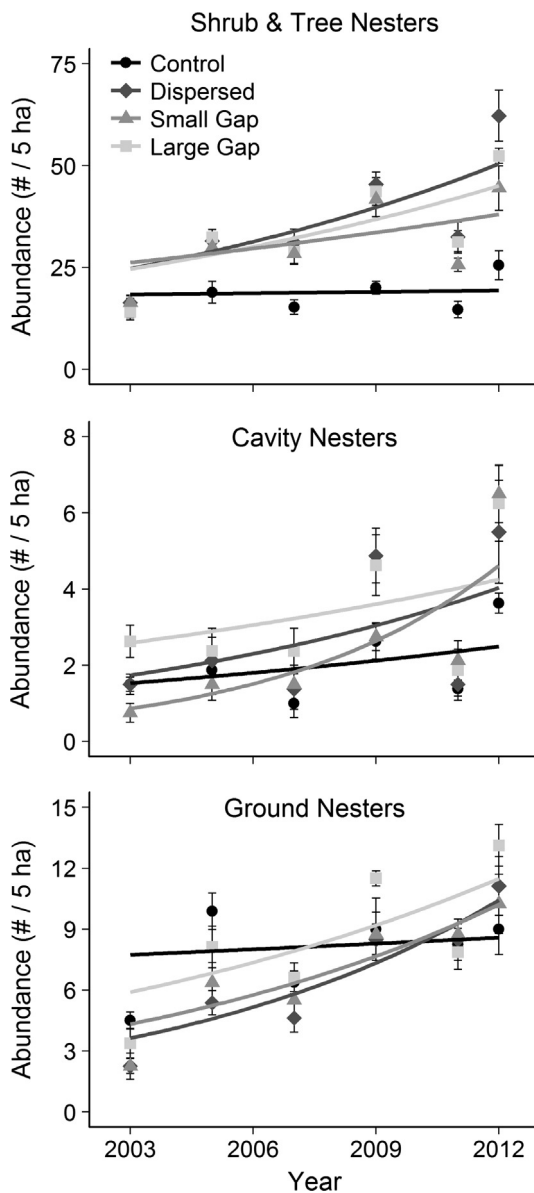 Shrub & Tree Nesters
Abundance (# / 5 ha)
75
50
25
0
Control
Dispersed
Small Gap
Large Gap
Cavity Nesters
Abundance (# / 5 ha)
8
6
4
2
0
Ground Nesters
Abundance (# / 5 ha)
15
12
9
6
3
0
2003 2006 2009 2012
Year